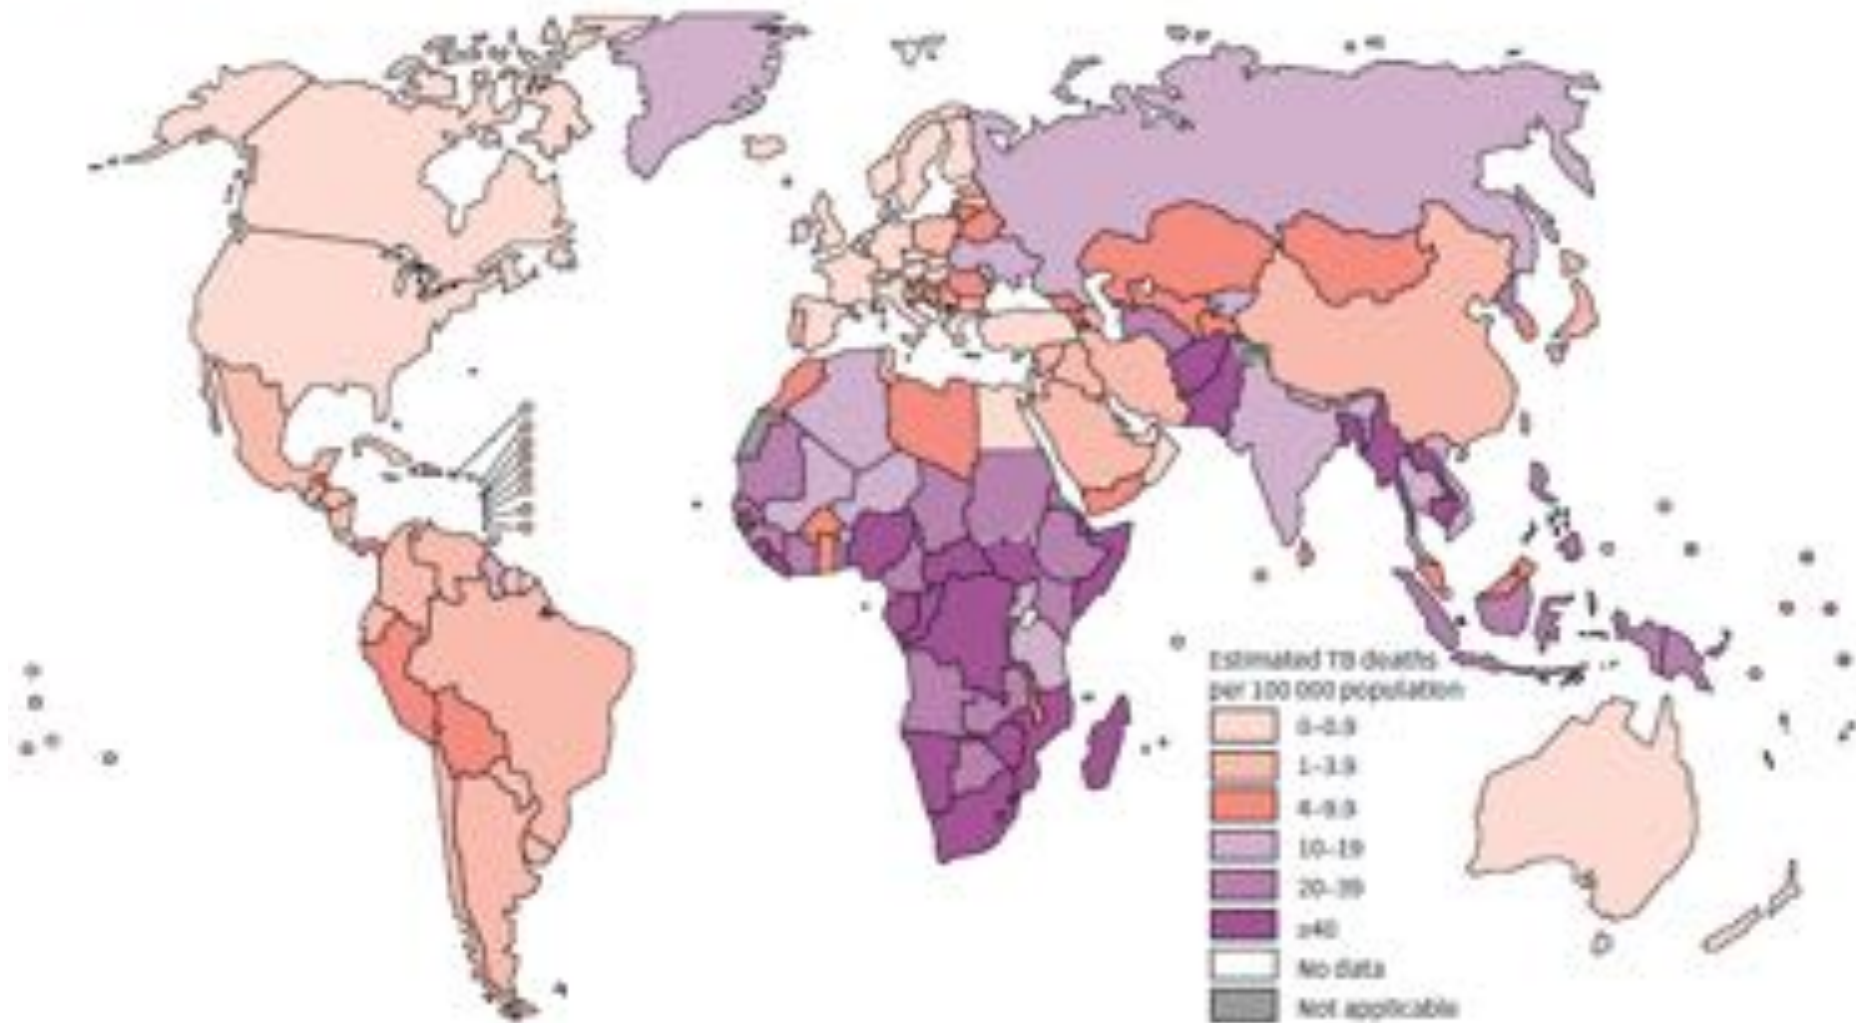 Estimated TB deaths
per 100 000 population
0–0.9
1–3.9
4–9.9
10–19
20–39
≥40
No data
Not applicable